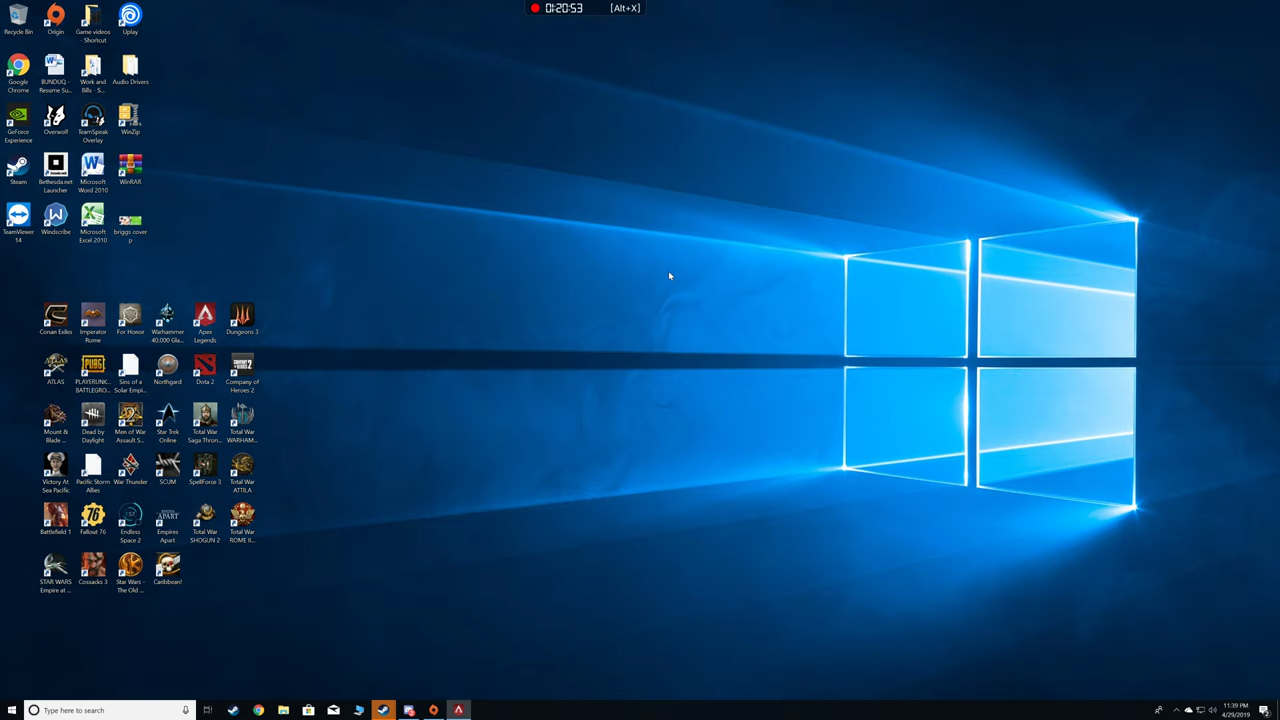 01:20:53 [Alt+X]
Recycle Bin
Origin
Game videos
- Shortcut
Uplay
Google
Chrome
BUNDUQ -
Resume Su...
Work and
Bills - S...
Audio Drivers
GeForce
Experience
Overwolf
TeamSpeak
Overlay
WinZip
Steam
Bethesda.net
Launcher
Microsoft
Word 2010
WinRAR
TeamViewer
14
Windscribe
Microsoft
Excel 2010
briggs cover
p
Conan Exiles
Imperator
Rome
For Honor
Warhammer
40,000 Gla...
Apex
Legends
Dungeons 3
ATLAS
PLAYERUNK...
BATTLEGRO...
Sins of a
Solar Empi...
Northgard
Dota 2
Company of
Heroes 2
Mount &
Blade ...
Dead by
Daylight
Men of War
Assault S...
Star Trek
Online
Total War
Saga Thron...
Total War
WARHAM...
Victory At
Sea Pacific
Pacific Storm
Allies
War Thunder
SCUM
SpellForce 3
Total War
ATTILA
Battlefield 1
Fallout 76
Endless
Space 2
Empires
Apart
Total War
SHOGUN 2
Total War
ROME II...
STAR WARS
Empire at ...
Cossacks 3
Star Wars -
The Old ...
Caribbean!
Type here to search
11:39 PM
4/29/2019